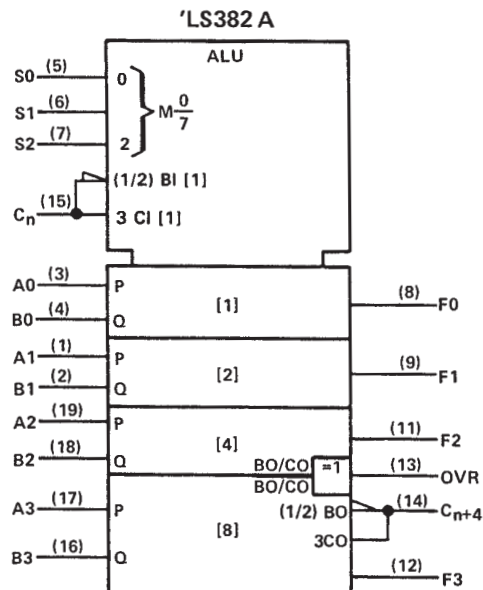 'LS382 A
ALU
S0 (5) 0
S1 (6) M 0/7
S2 (7) 2
(1/2) BI [1]
Cn (15) 3 CI [1]
A0 (3) P [1] (8) F0
B0 (4) Q
A1 (1) P [2] (9) F1
B1 (2) Q
A2 (19) P [4] (11) F2
B2 (18) Q BO/CO =1 (13) OVR
BO/CO
(1/2) BO (14) Cn+4
A3 (17) P [8]
3CO
B3 (16) Q (12) F3